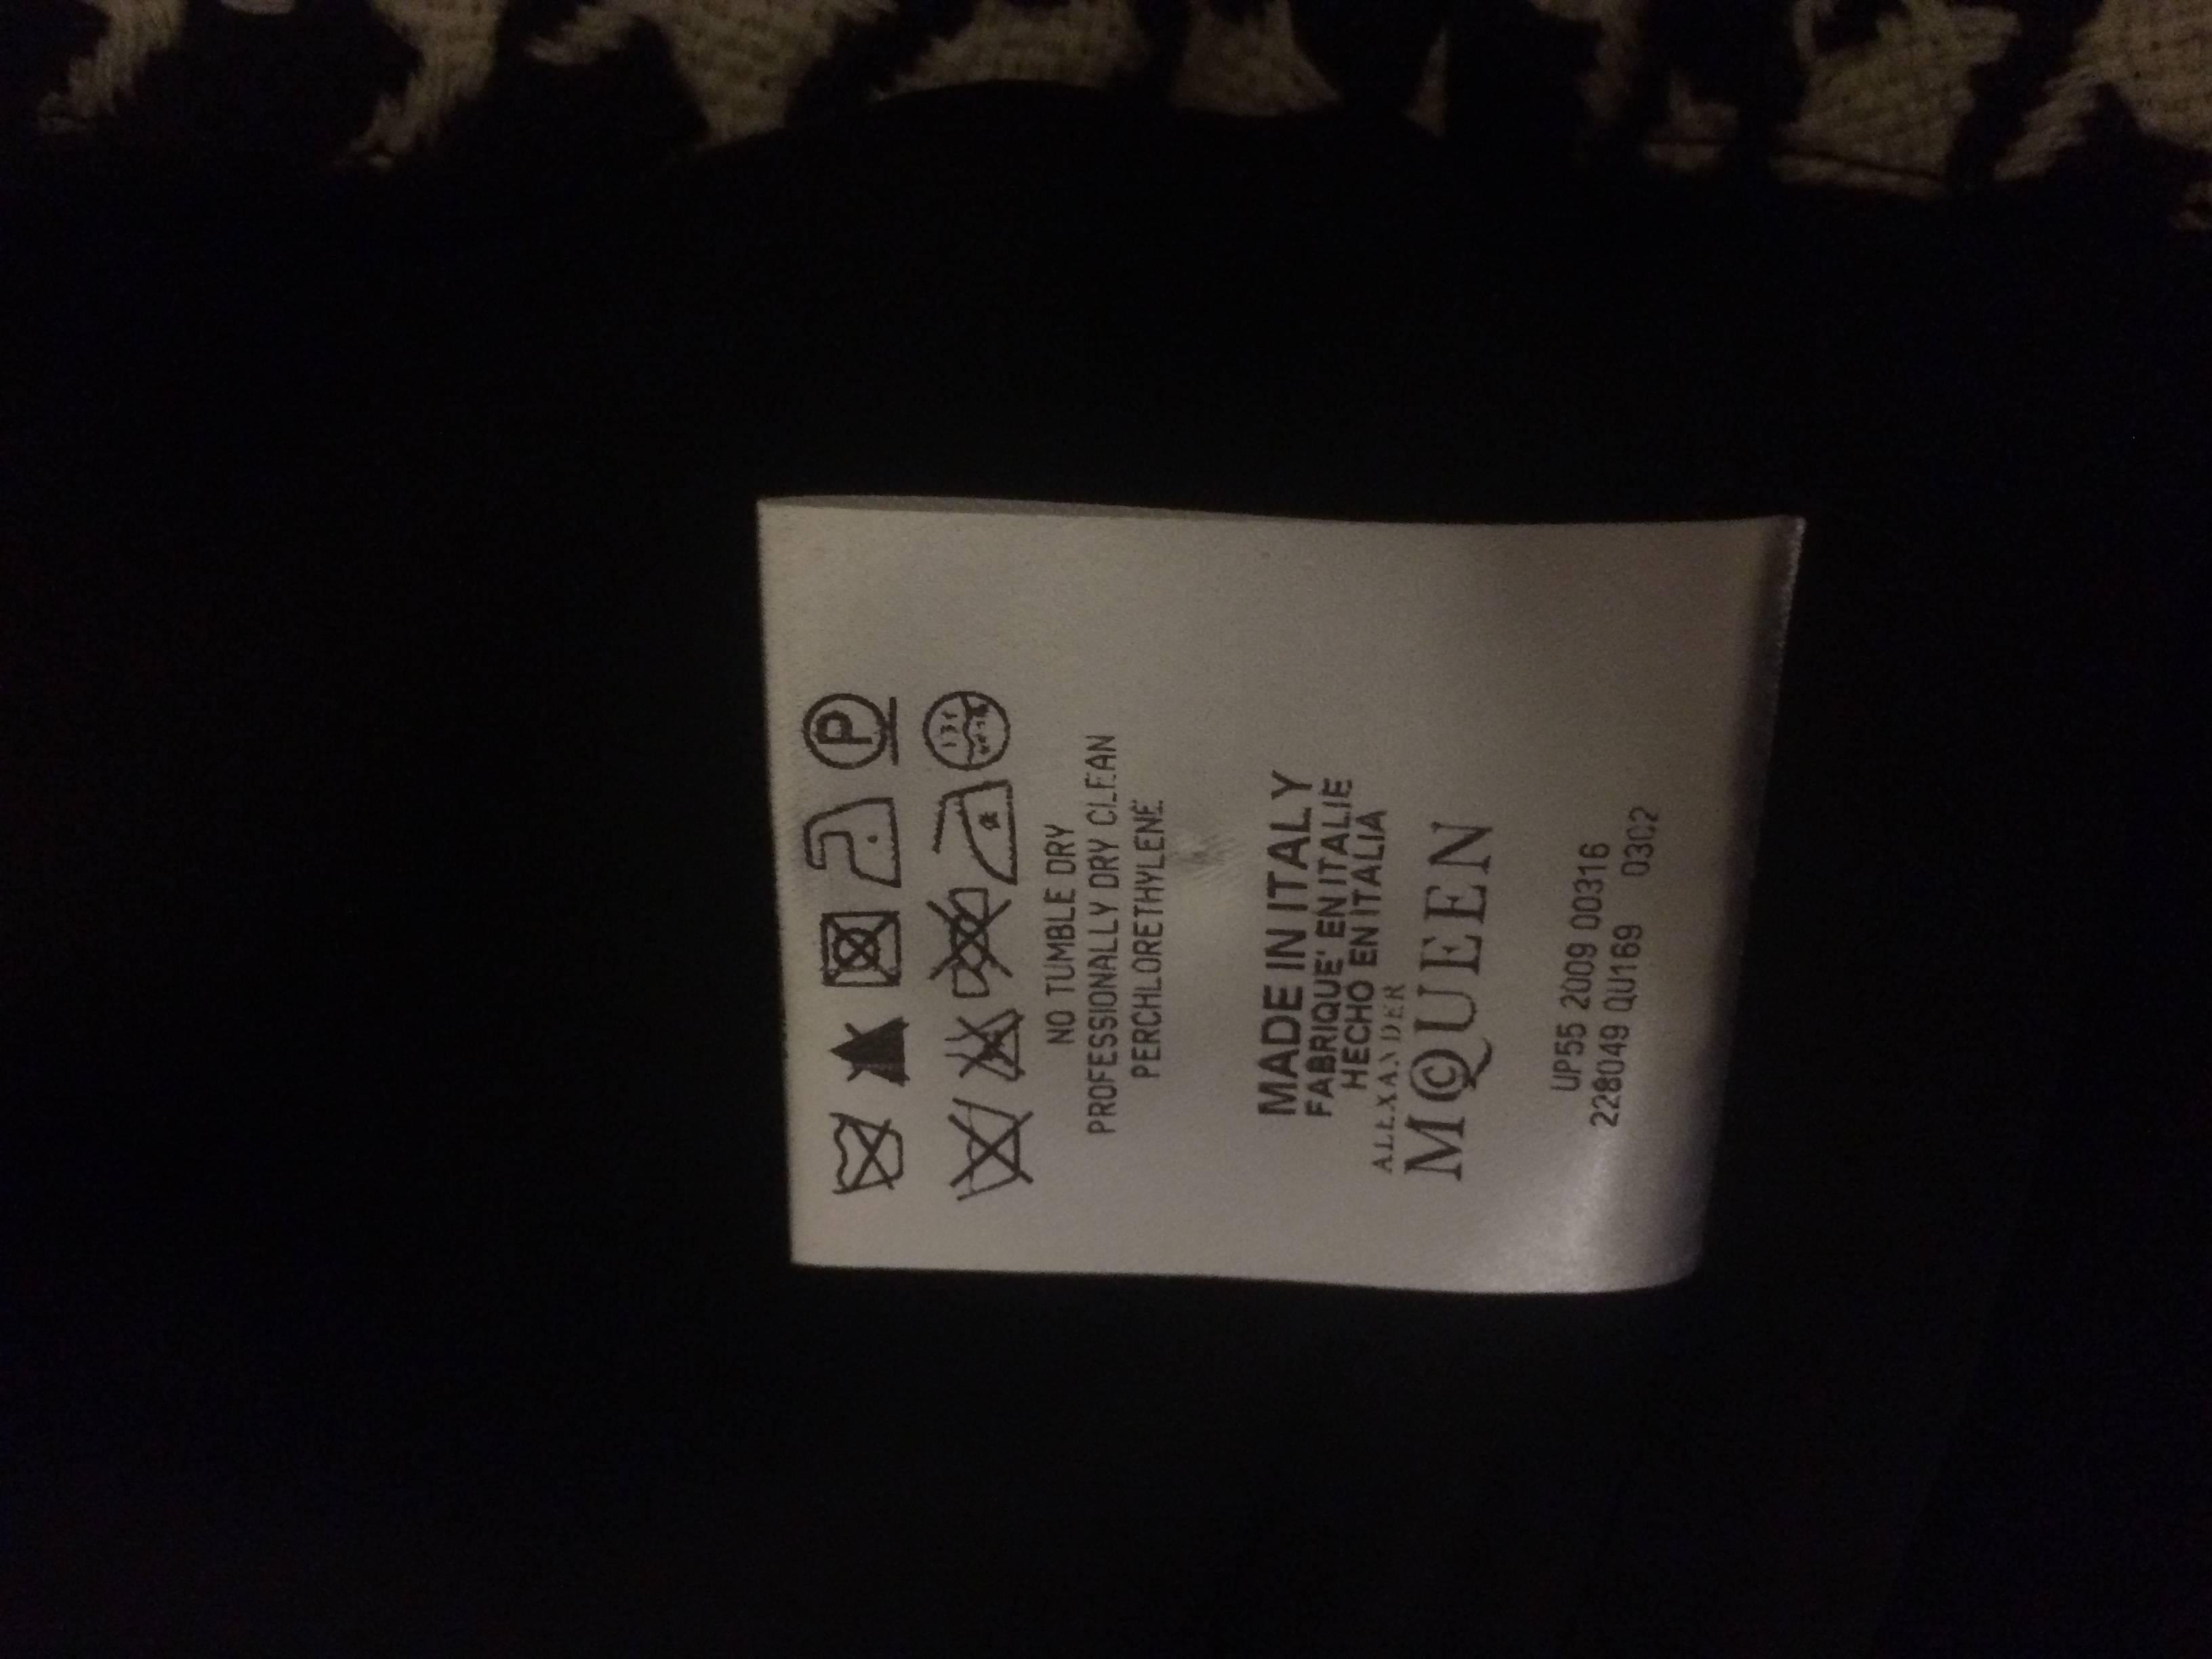 P
NO TUMBLE DRY
PROFESSIONALLY DRY CLEAN
PERCHLORETHYLENE
MADE IN ITALY
FABRIQUE' EN ITALIE
HECHO EN ITALIA
ALEXANDER
MCQUEEN
UP55 2009 00316
228049 QU169 0302